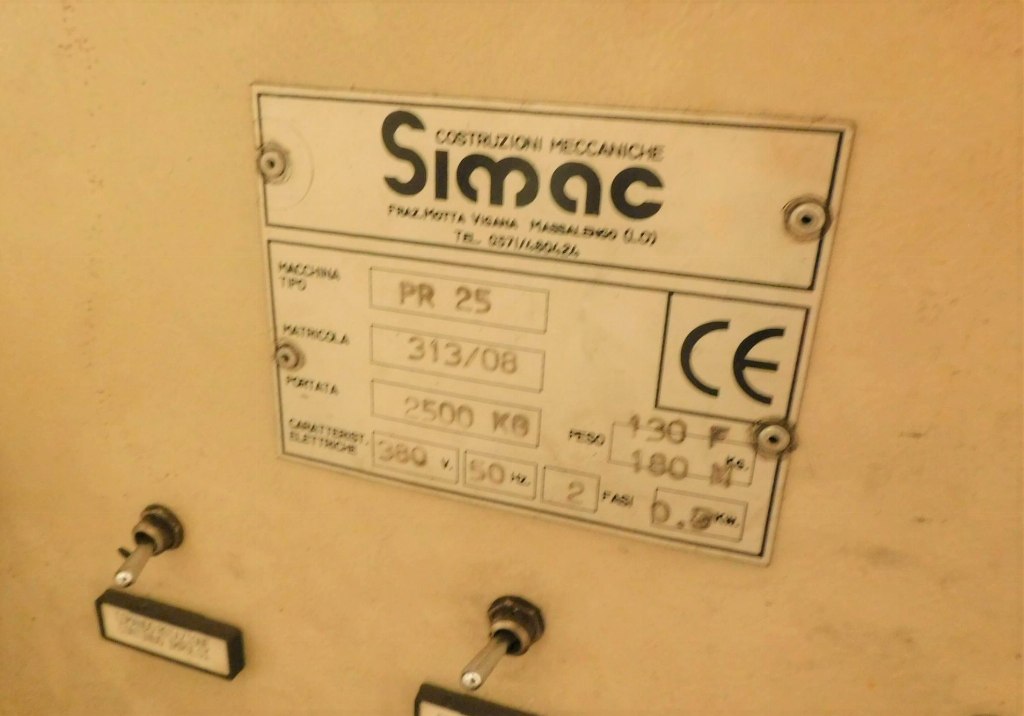 COSTRUZIONI MECCANICHE
Simac
FRAZ. MOTTA VIGANA MASSALENGO (LO)
TEL. 0371/480424
MACCHINA TIPO PR 25
MATRICOLA 313/08
PORTATA 2500 KG
PESO 130 F
180 M Kg.
CARATTERIST. ELETTRICHE 380 V. 50 Hz. 2 FASI KW.
CE